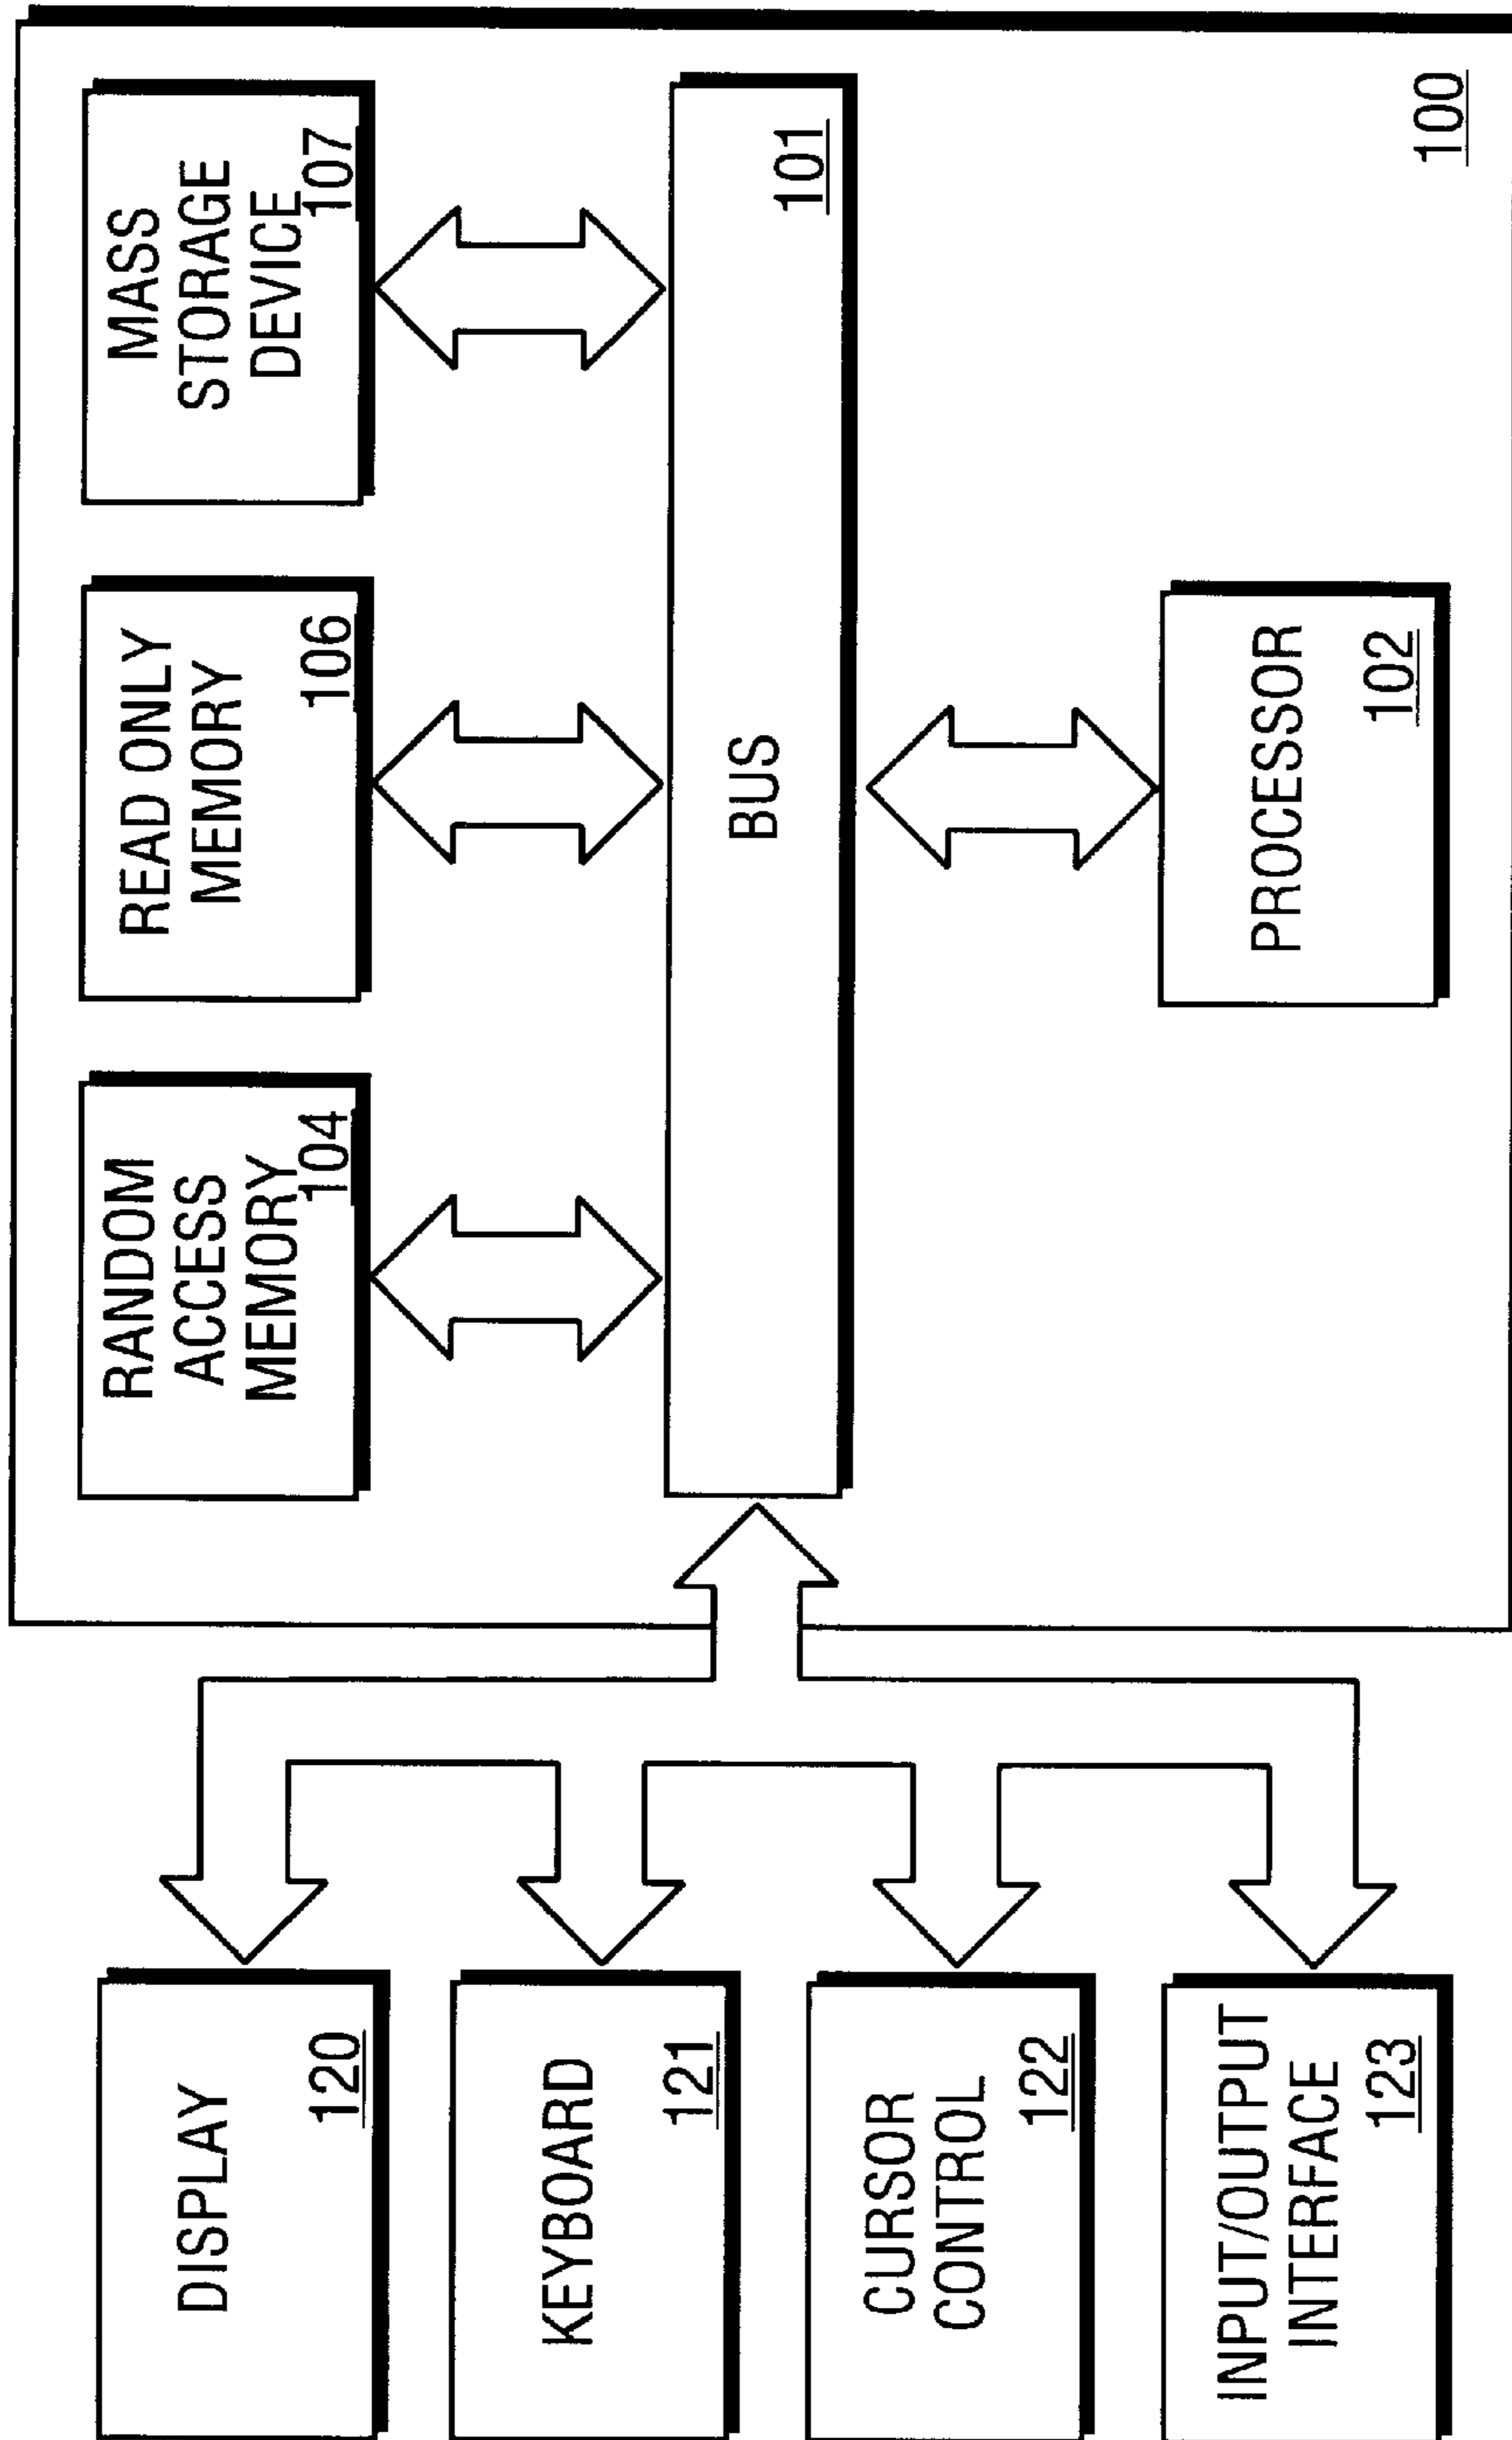 DISPLAY
120
KEYBOARD
121
CURSOR
CONTROL
122
INPUT/OUTPUT
INTERFACE
123
RANDOM
ACCESS
MEMORY
104
READ ONLY
MEMORY
106
MASS
STORAGE
DEVICE
107
BUS
101
PROCESSOR
102
100